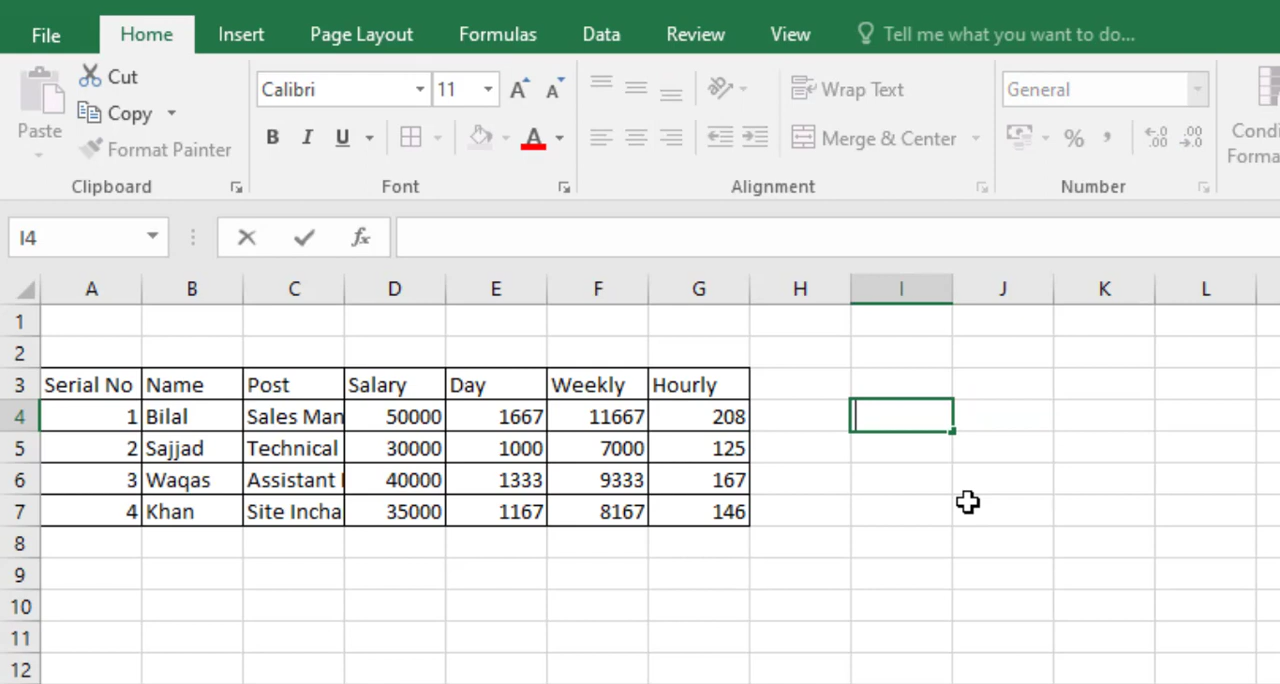 File Home Insert Page Layout Formulas Data Review View Tell me what you want to do...
Cut
Copy
Paste
Format Painter
Calibri 11 A A
B I U A
Wrap Text
Merge & Center
General
% , .00 .00
Clipboard Font Alignment Number
I4 fx
A B C D E F G H I J K L
1
2
3 Serial No Name Post Salary Day Weekly Hourly
4 1 Bilal Sales Man 50000 1667 11667 208
5 2 Sajjad Technical 30000 1000 7000 125
6 3 Waqas Assistant 40000 1333 9333 167
7 4 Khan Site Incha 35000 1167 8167 146
8
9
10
11
12